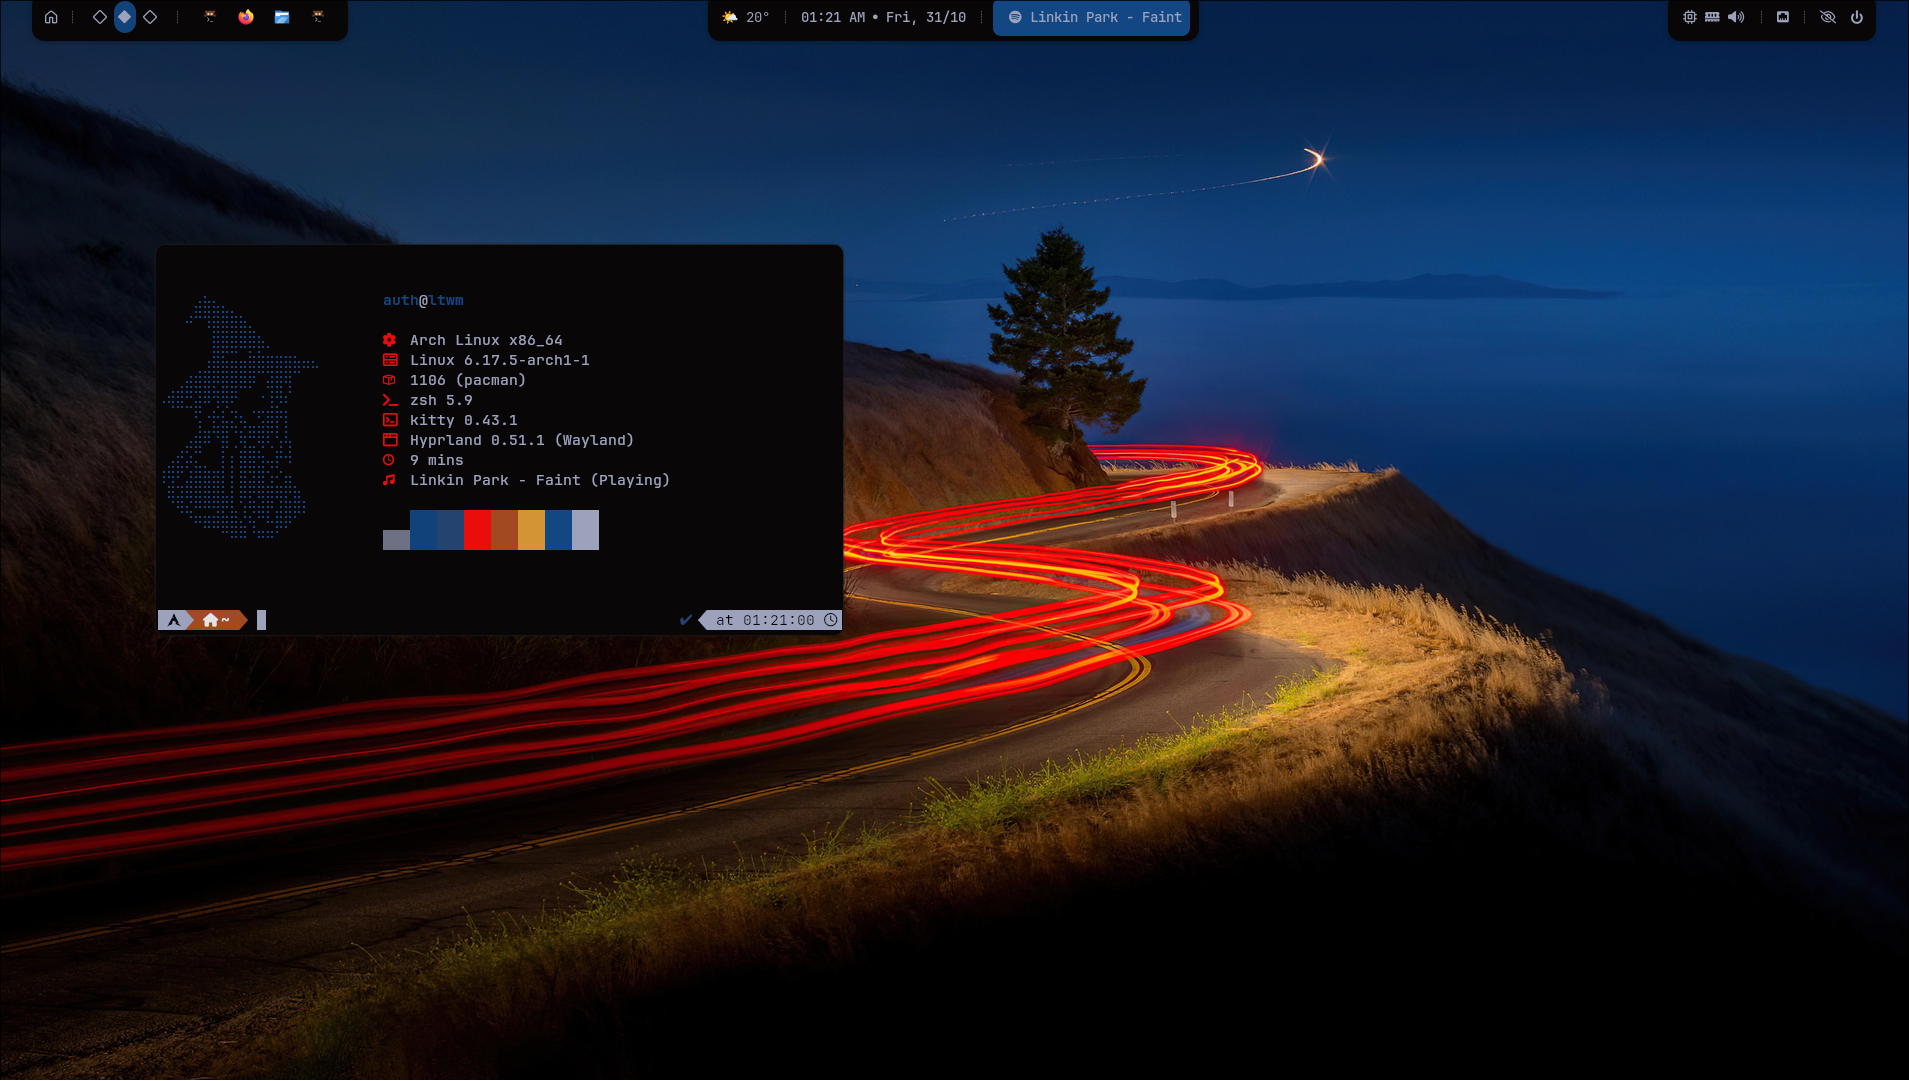 20°
01:21 AM • Fri, 31/10
Linkin Park - Faint
auth@ltwm
Arch Linux x86_64
Linux 6.17.5-arch1-1
1106 (pacman)
zsh 5.9
kitty 0.43.1
Hyprland 0.51.1 (Wayland)
9 mins
Linkin Park - Faint (Playing)
~
at 01:21:00